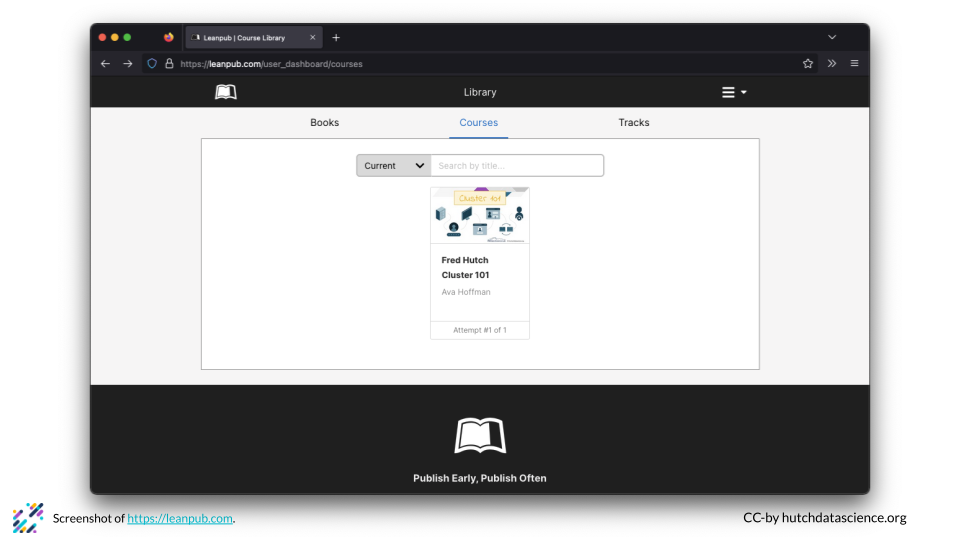 Leanpub | Course Library
https://leanpub.com/user_dashboard/courses
Library
Books
Courses
Tracks
Current
Search by title...
Cluster 101
Fred Hutch
Cluster 101
Ava Hoffman
Attempt #1 of 1
Publish Early, Publish Often
Screenshot of https://leanpub.com.
CC-by hutchdatascience.org